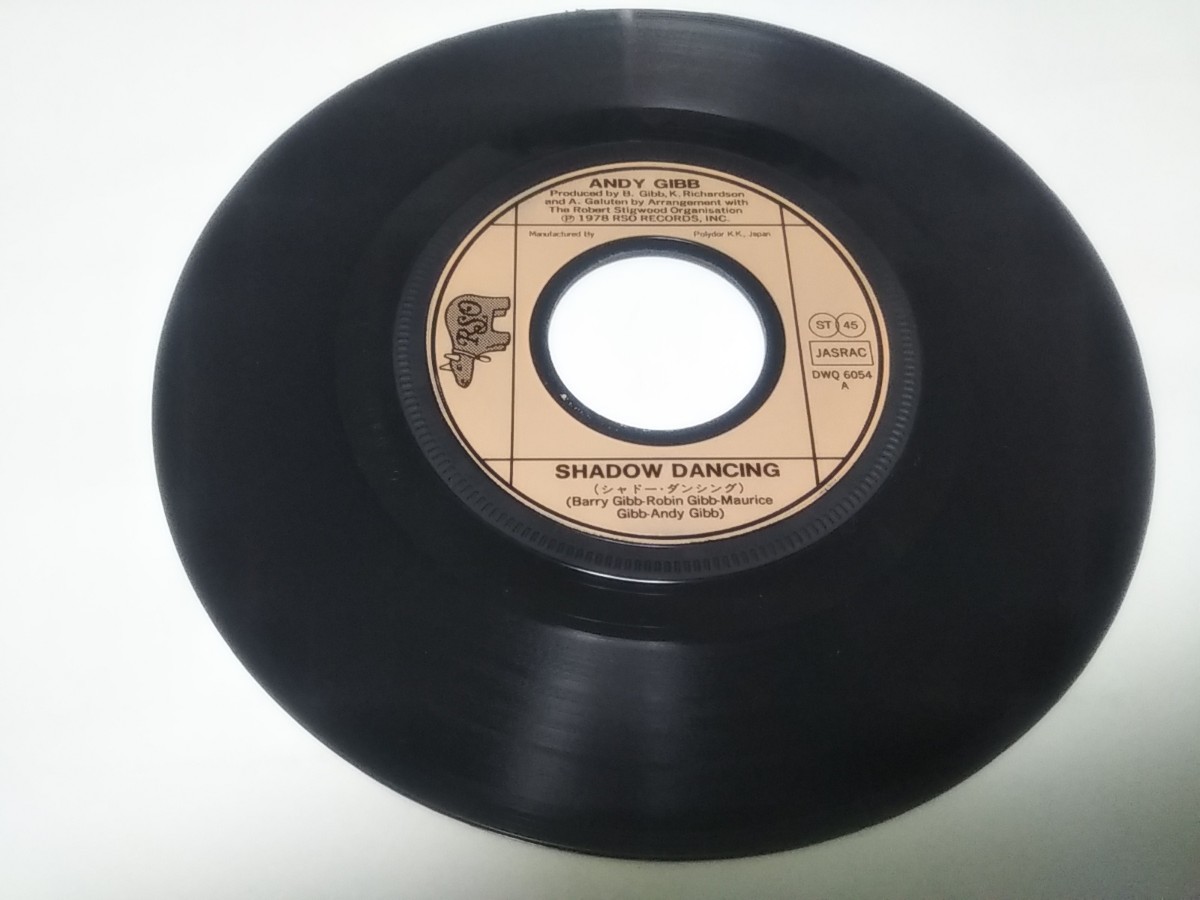 ANDY GIBB
Produced by B. Gibb, K. Richardson
and A. Galuten by Arrangement with
The Robert Stigwood Organisation
Ⓟ 1978 RSO RECORDS, INC.
Manufactured By Polydor K.K., Japan
RSO
ST 45
JASRAC
DWQ 6054
A
SHADOW DANCING
(シャドー・ダンシング)
(Barry Gibb-Robin Gibb-Maurice
Gibb-Andy Gibb)